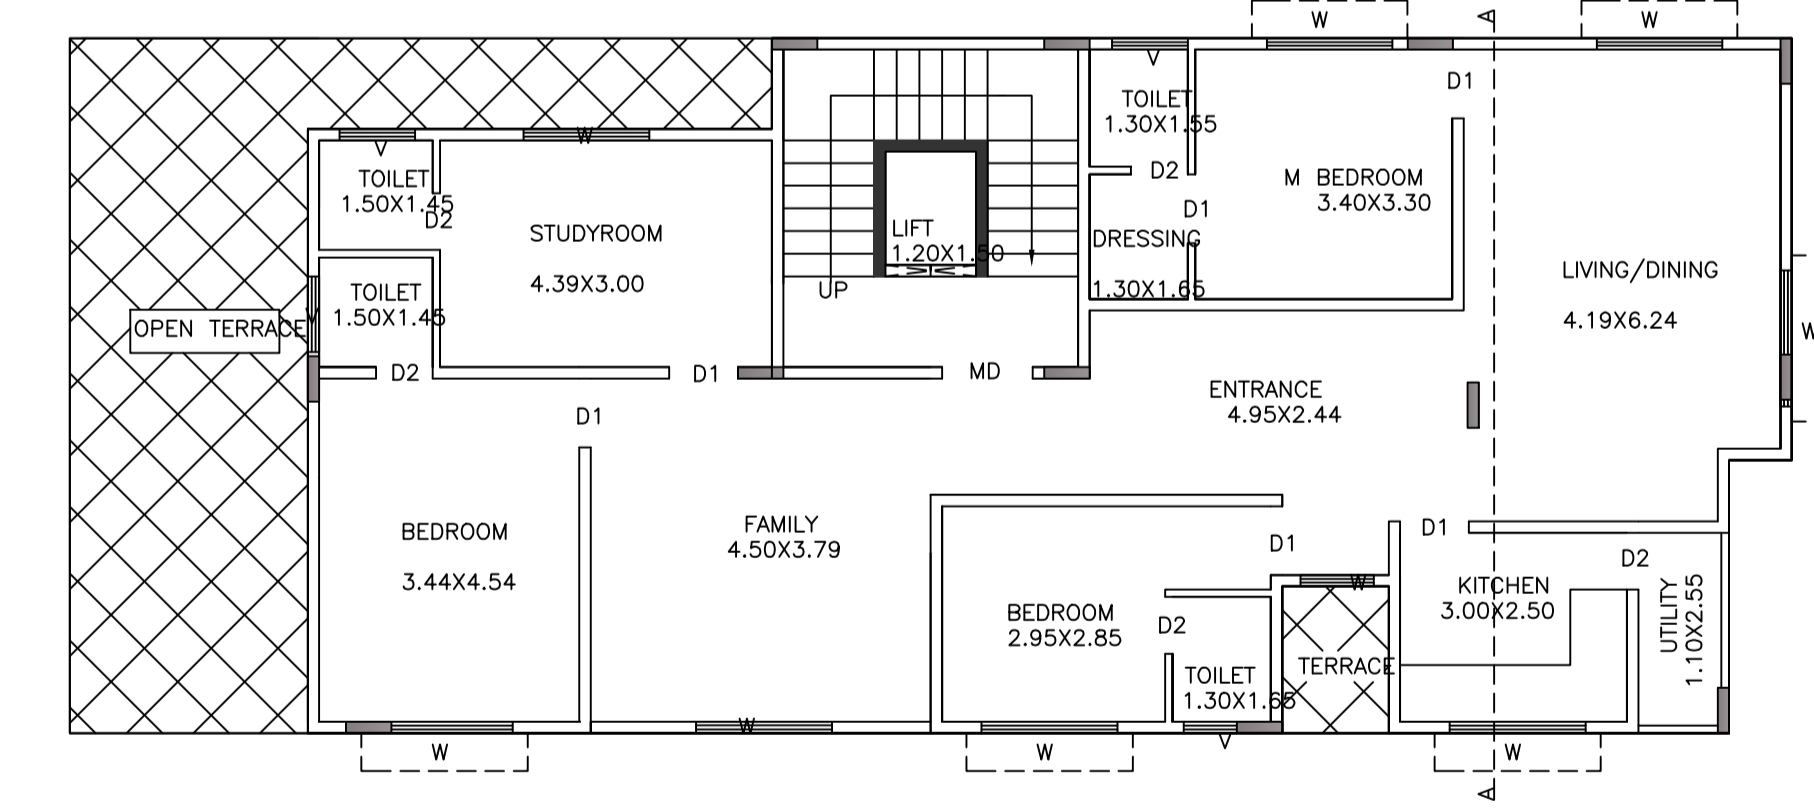 W
A
W
V
D1
TOILET
1.30X1.55
D2
M BEDROOM
3.40X3.30
D1
DRESSING
1.30X1.65
LIVING/DINING
4.19X6.24
W
V
W
TOILET
1.50X1.45
D2
STUDYROOM
4.39X3.00
LIFT
1.20X1.50
UP
TOILET
1.50X1.45
V
OPEN TERRACE
D2
D1
MD
D1
ENTRANCE
4.95X2.44
BEDROOM
3.44X4.54
FAMILY
4.50X3.79
D1
D1
D2
W
KITCHEN
3.00X2.50
UTILITY
1.10X2.55
BEDROOM
2.95X2.85
D2
TOILET
1.30X1.65
TERRACE
W
W
W
V
W
A